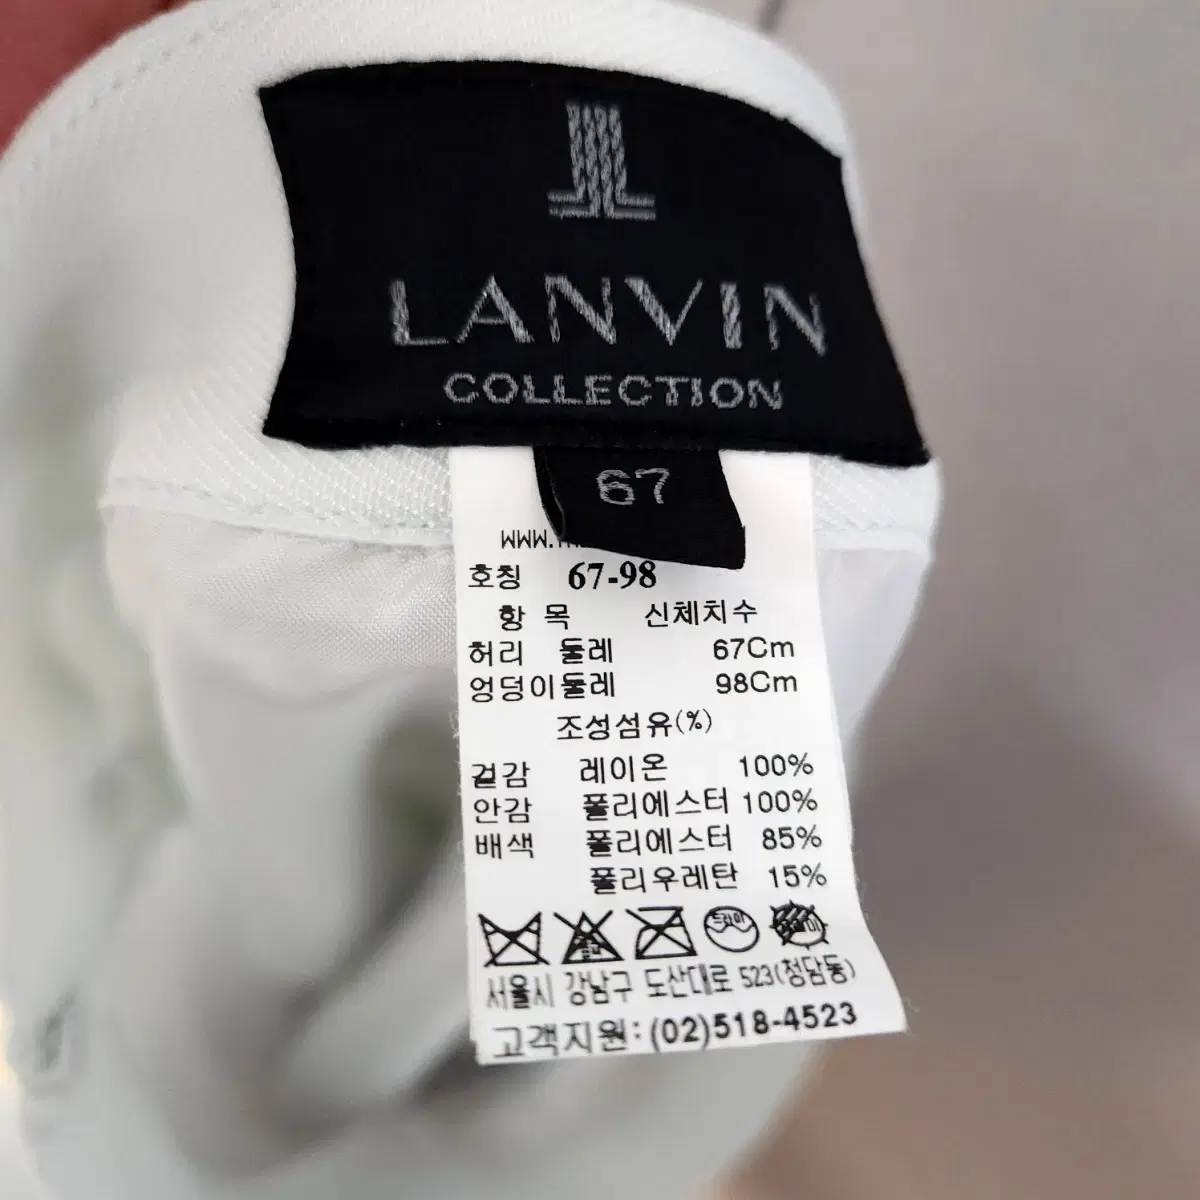 LANVIN
COLLECTION
67
www.
호칭 67-98
항 목 신체치수
허리 둘레 67Cm
엉덩이둘레 98Cm
조성섬유(%)
겉감 레이온 100%
안감 폴리에스터 100%
배색 폴리에스터 85%
폴리우레탄 15%
드라이
서울시 강남구 도산대로 523(청담동)
고객지원: (02)518-4523